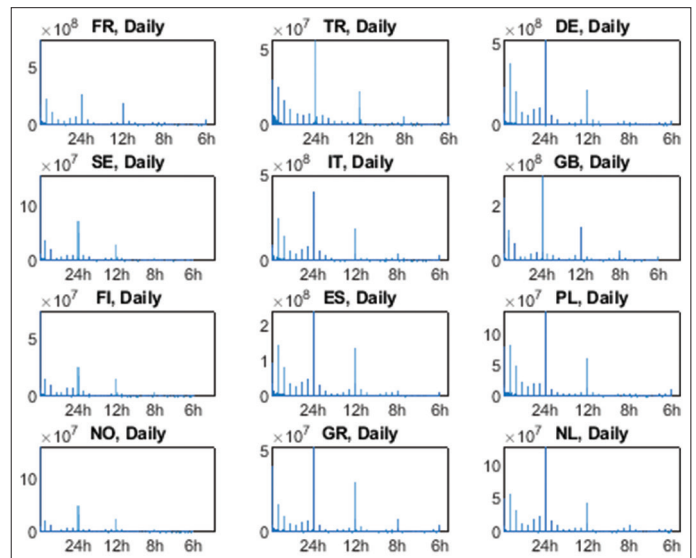 ×10⁸ FR, Daily ×10⁷ TR, Daily ×10⁸ DE, Daily
5 5 5
0 0 0
24h 12h 8h 6h 24h 12h 8h 6h 24h 12h 8h 6h
×10⁷ SE, Daily ×10⁸ IT, Daily ×10⁸ GB, Daily
10 5 2
5
0 0 0
24h 12h 8h 6h 24h 12h 8h 6h 24h 12h 8h 6h
×10⁷ FI, Daily ×10⁸ ES, Daily ×10⁷ PL, Daily
5 2 10
1 5
0 0 0
24h 12h 8h 6h 24h 12h 8h 6h 24h 12h 8h 6h
×10⁷ NO, Daily ×10⁷ GR, Daily ×10⁷ NL, Daily
10 5 10
5
0 0 0
24h 12h 8h 6h 24h 12h 8h 6h 24h 12h 8h 6h